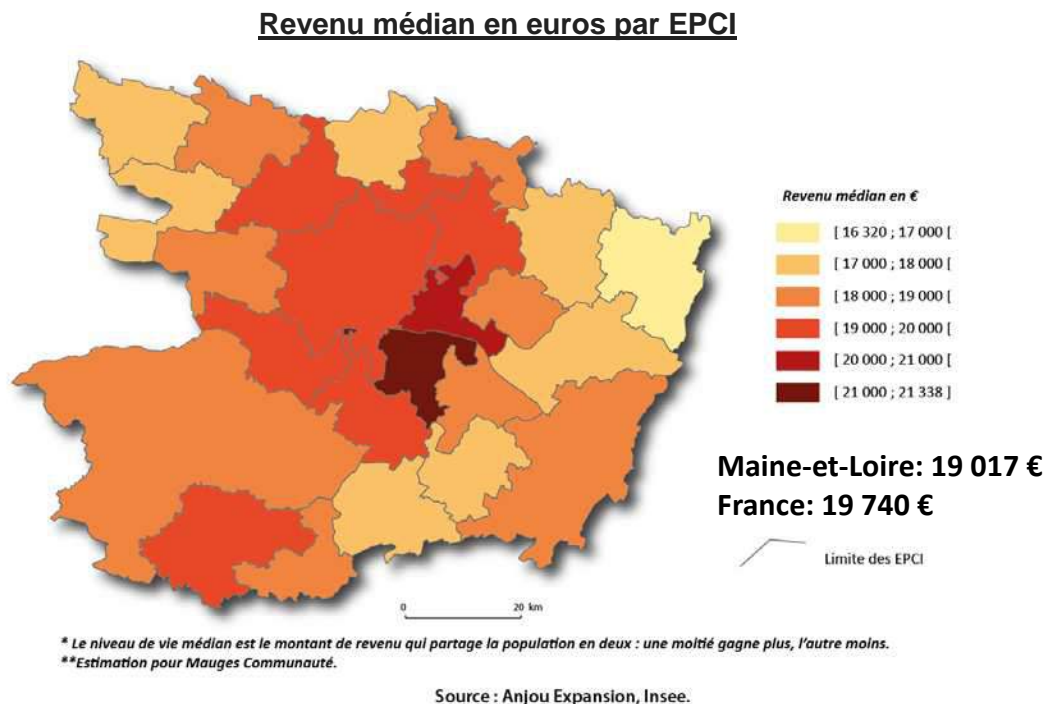 Revenu médian en euros par EPCI
Revenu médian en €
[ 16 320 ; 17 000 [
[ 17 000 ; 18 000 [
[ 18 000 ; 19 000 [
[ 19 000 ; 20 000 [
[ 20 000 ; 21 000 [
[ 21 000 ; 21 338 ]
Maine-et-Loire: 19 017 €
France: 19 740 €
Limite des EPCI
0 20 km
* Le niveau de vie médian est le montant de revenu qui partage la population en deux : une moitié gagne plus, l'autre moins.
**Estimation pour Mauges Communauté.
Source : Anjou Expansion, Insee.